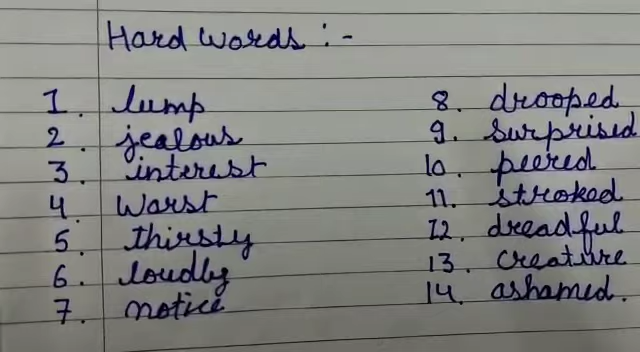 Hard Words :-
1. lump
2. jealous
3. interest
4. Worst
5. thirsty
6. loudly
7. notice
8. drooped
9. surprised
10. peered
11. stroked
12. dreadful
13. creature
14. ashamed.